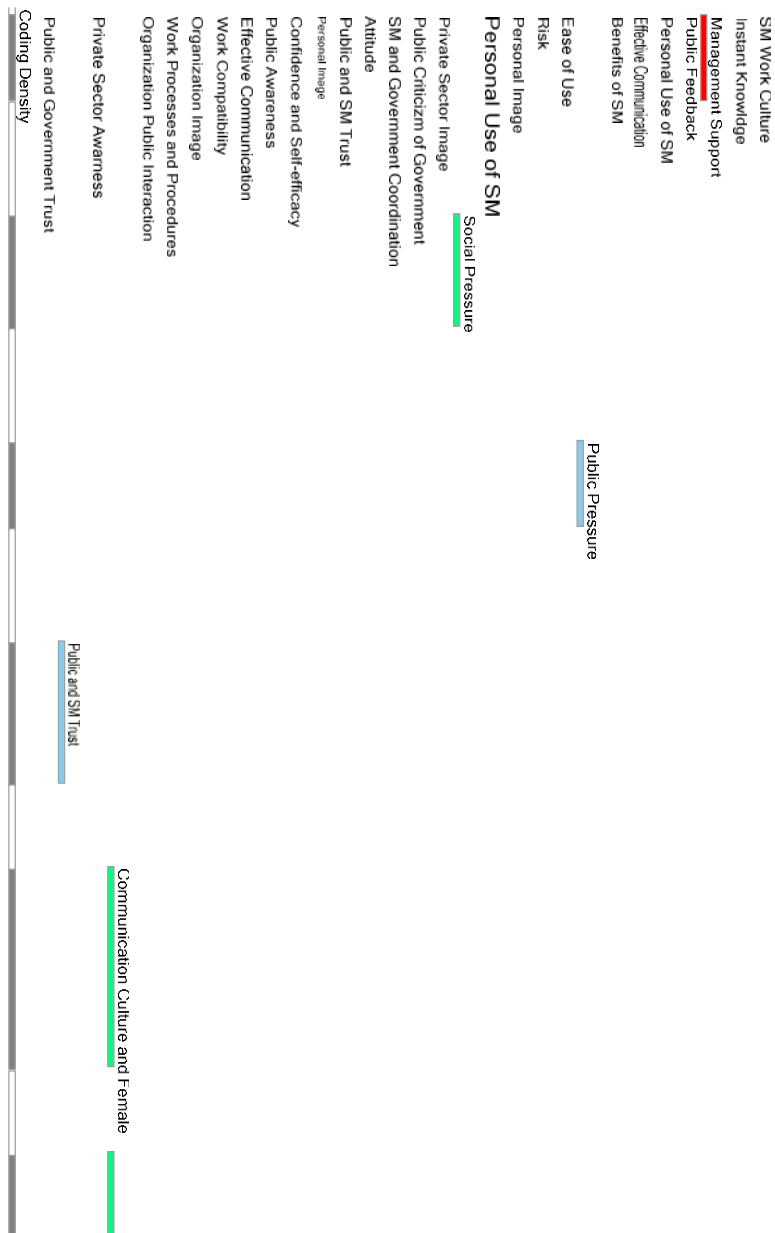 SM Work Culture
Instant Knowldge
Management Support
Public Feedback
Personal Use of SM
Effective Communication
Benefits of SM
Public Pressure
Ease of Use
Risk
Personal Image
Personal Use of SM
Social Pressure
Private Sector Image
Public Criticizm of Government
SM and Government Coordination
Attitude
Public and SM Trust
Personal Image
Confidence and Self-efficacy
Public Awareness
Effective Communication
Work Compatibility
Organization Image
Work Processes and Procedures
Organization Public Interaction
Communication Culture and Female
Private Sector Awarness
Public and SM Trust
Public and Government Trust
Coding Density